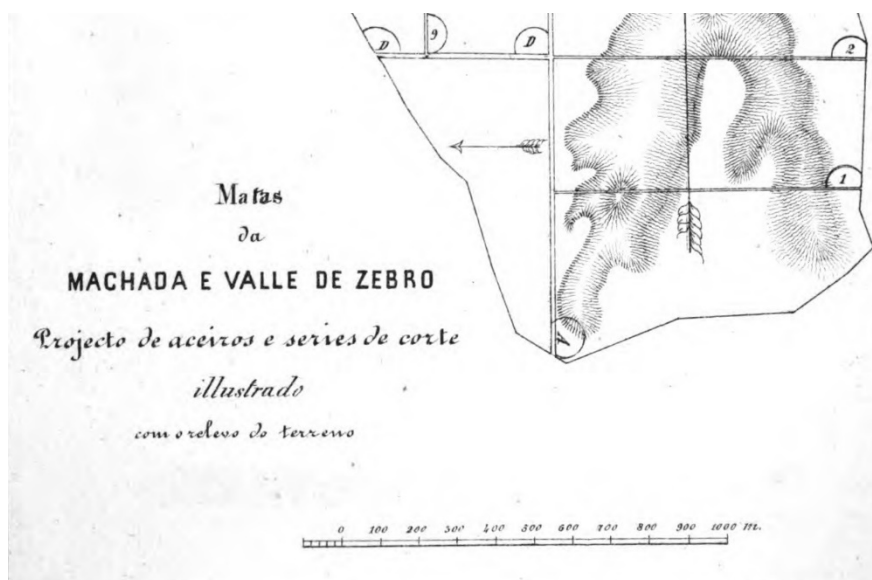 D
9
D
2
1
A
Matas
da
MACHADA E VALLE DE ZEBRO
Projecto de aceiros e series de corte
illustrado
com o relevo do terreno
0 100 200 300 400 500 600 700 800 900 1000 m.